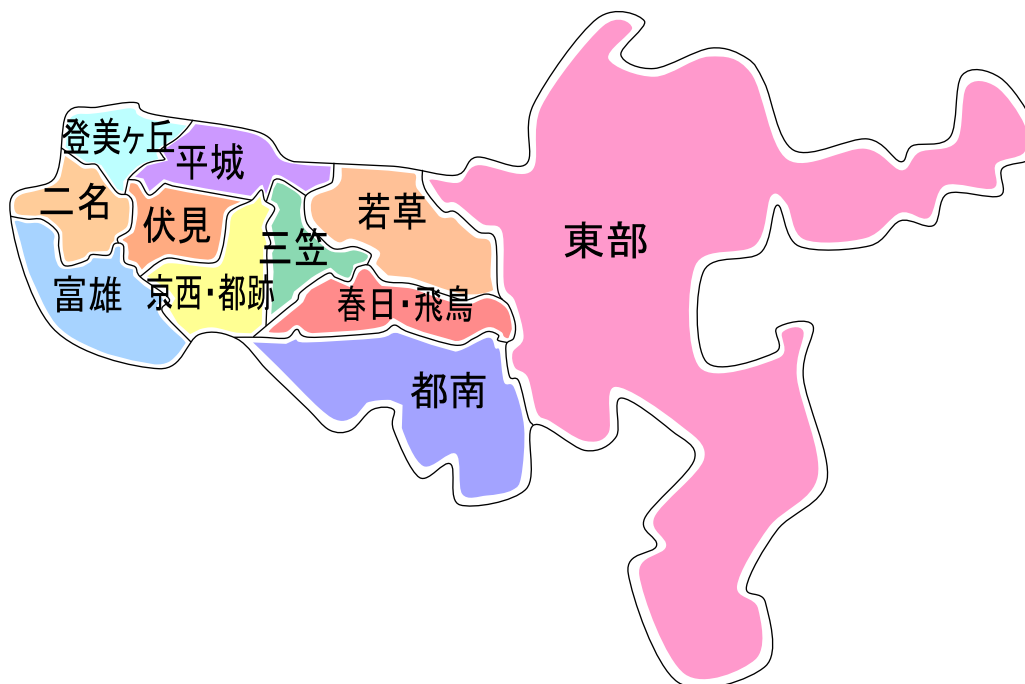 登美ヶ丘
平城
二名
伏見
若草
三笠
東部
富雄
京西・都跡
春日・飛鳥
都南